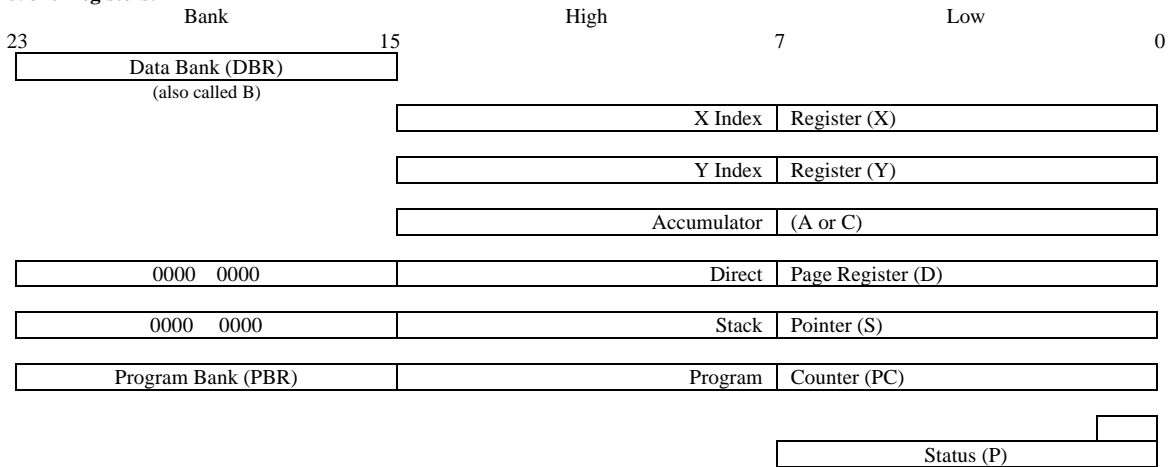 Bank High Low
23 15 7 0
Data Bank (DBR)
(also called B)
X Index Register (X)
Y Index Register (Y)
Accumulator (A or C)
0000 0000 Direct Page Register (D)
0000 0000 Stack Pointer (S)
Program Bank (PBR) Program Counter (PC)
Status (P)